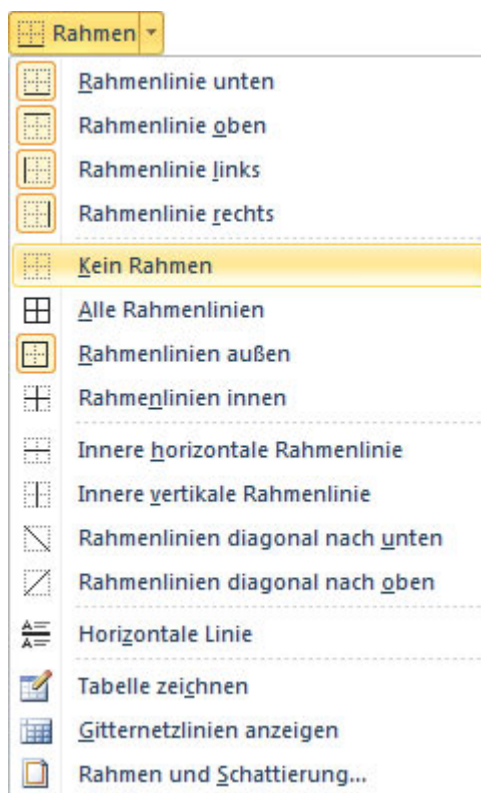 Rahmen
Rahmenlinie unten
Rahmenlinie oben
Rahmenlinie links
Rahmenlinie rechts
Kein Rahmen
Alle Rahmenlinien
Rahmenlinien außen
Rahmenlinien innen
Innere horizontale Rahmenlinie
Innere vertikale Rahmenlinie
Rahmenlinien diagonal nach unten
Rahmenlinien diagonal nach oben
Horizontale Linie
Tabelle zeichnen
Gitternetzlinien anzeigen
Rahmen und Schattierung...